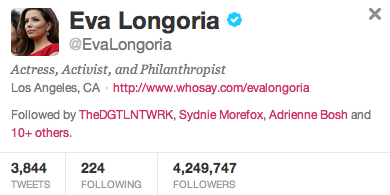 Eva Longoria
@EvaLongoria
Actress, Activist, and Philanthropist
Los Angeles, CA · http://www.whosay.com/evalongoria
Followed by TheDGTLNTWRK, Sydnie Morefox, Adrienne Bosh and
10+ others.
3,844 224 4,249,747
TWEETS FOLLOWING FOLLOWERS